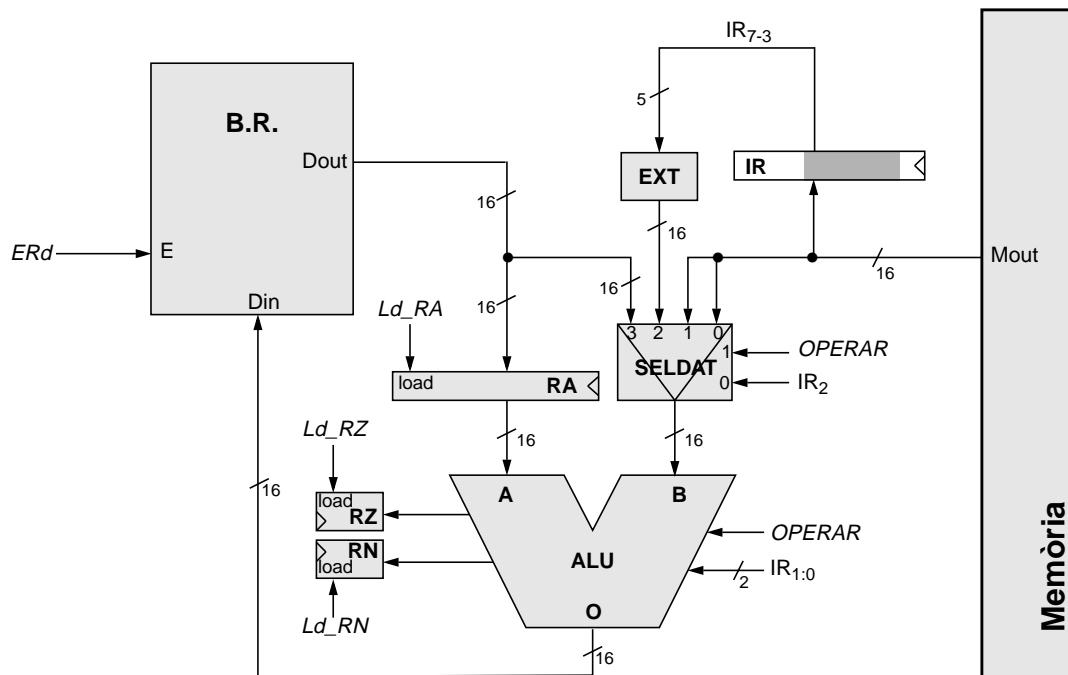 IR7-3
5
B.R.
Dout
EXT
IR
16
16
ERd
E
Mout
16
16
16
Din
Ld_RA
3 2 1 0
1
OPERAR
SELDAT
load
RA
0
IR2
16
16
Ld_RZ
16
A
B
load
RZ
OPERAR
RN
load
ALU
2
IR1:0
O
Ld_RN
16
Memòria